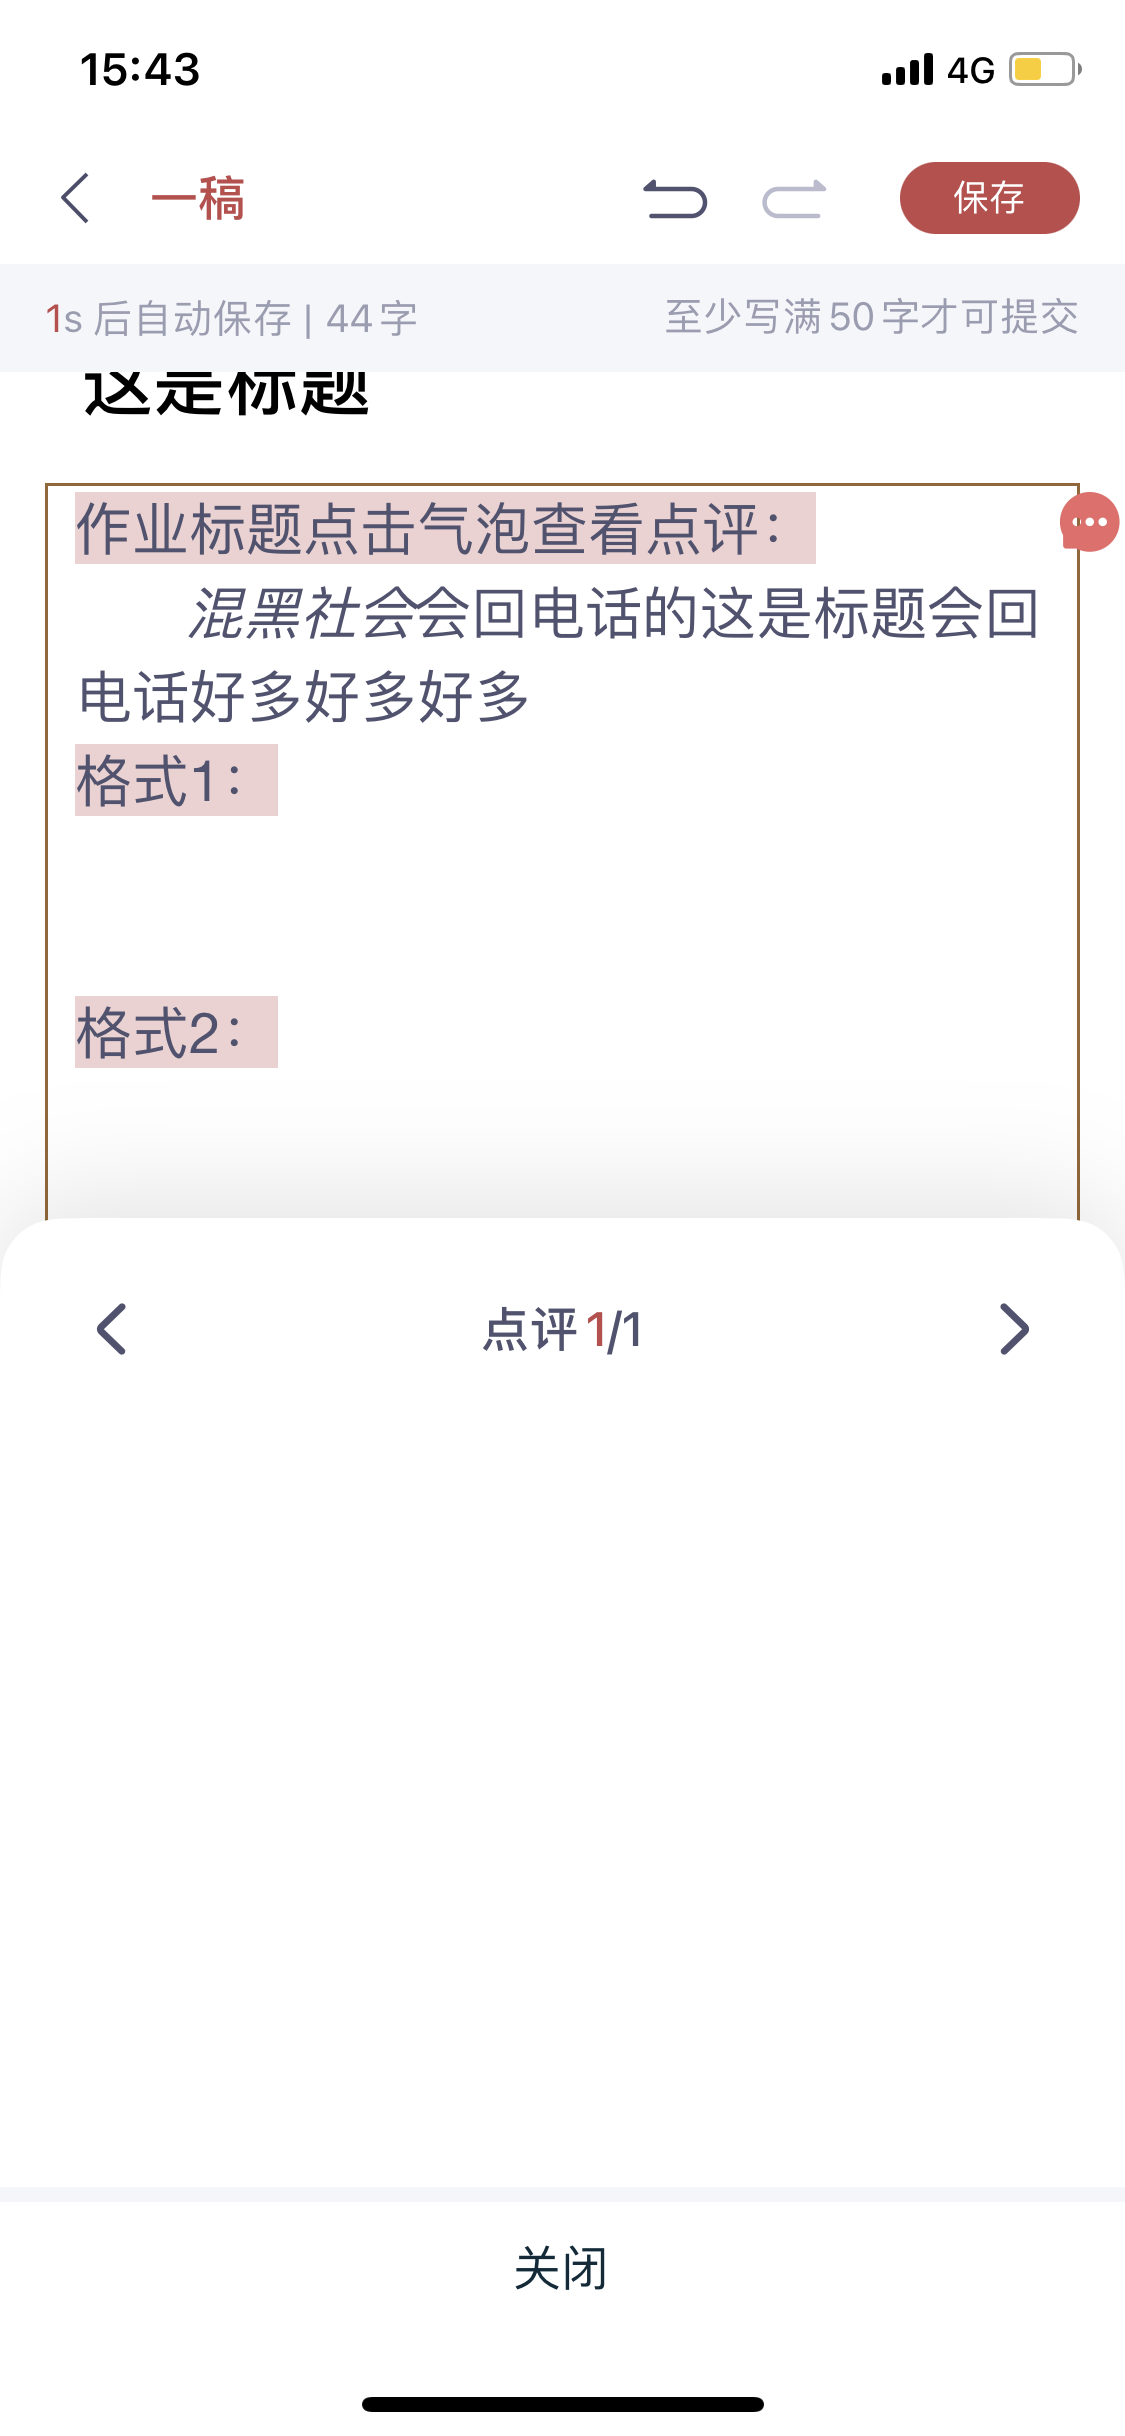 15:43
4G
一稿
保存
1s 后自动保存 | 44 字
至少写满 50 字才可提交
这是标题
作业标题点击气泡查看点评：
混黑社会会回电话的这是标题会回
电话好多好多好多
格式1：
格式2：
点评 1/1
关闭